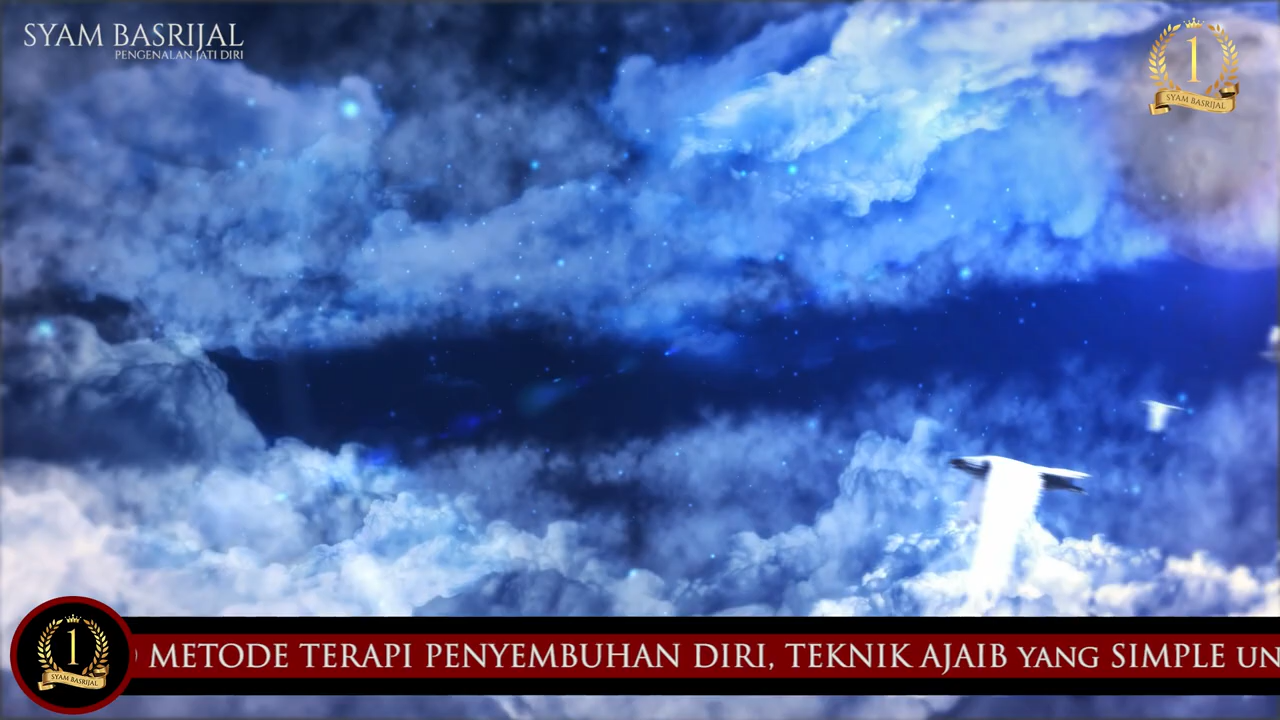 SYAM BASRIJAL
PENGENALAN JATI DIRI
1
SYAM BASRIJAL
1
SYAM BASRIJAL
) METODE TERAPI PENYEMBUHAN DIRI, TEKNIK AJAIB YANG SIMPLE UN